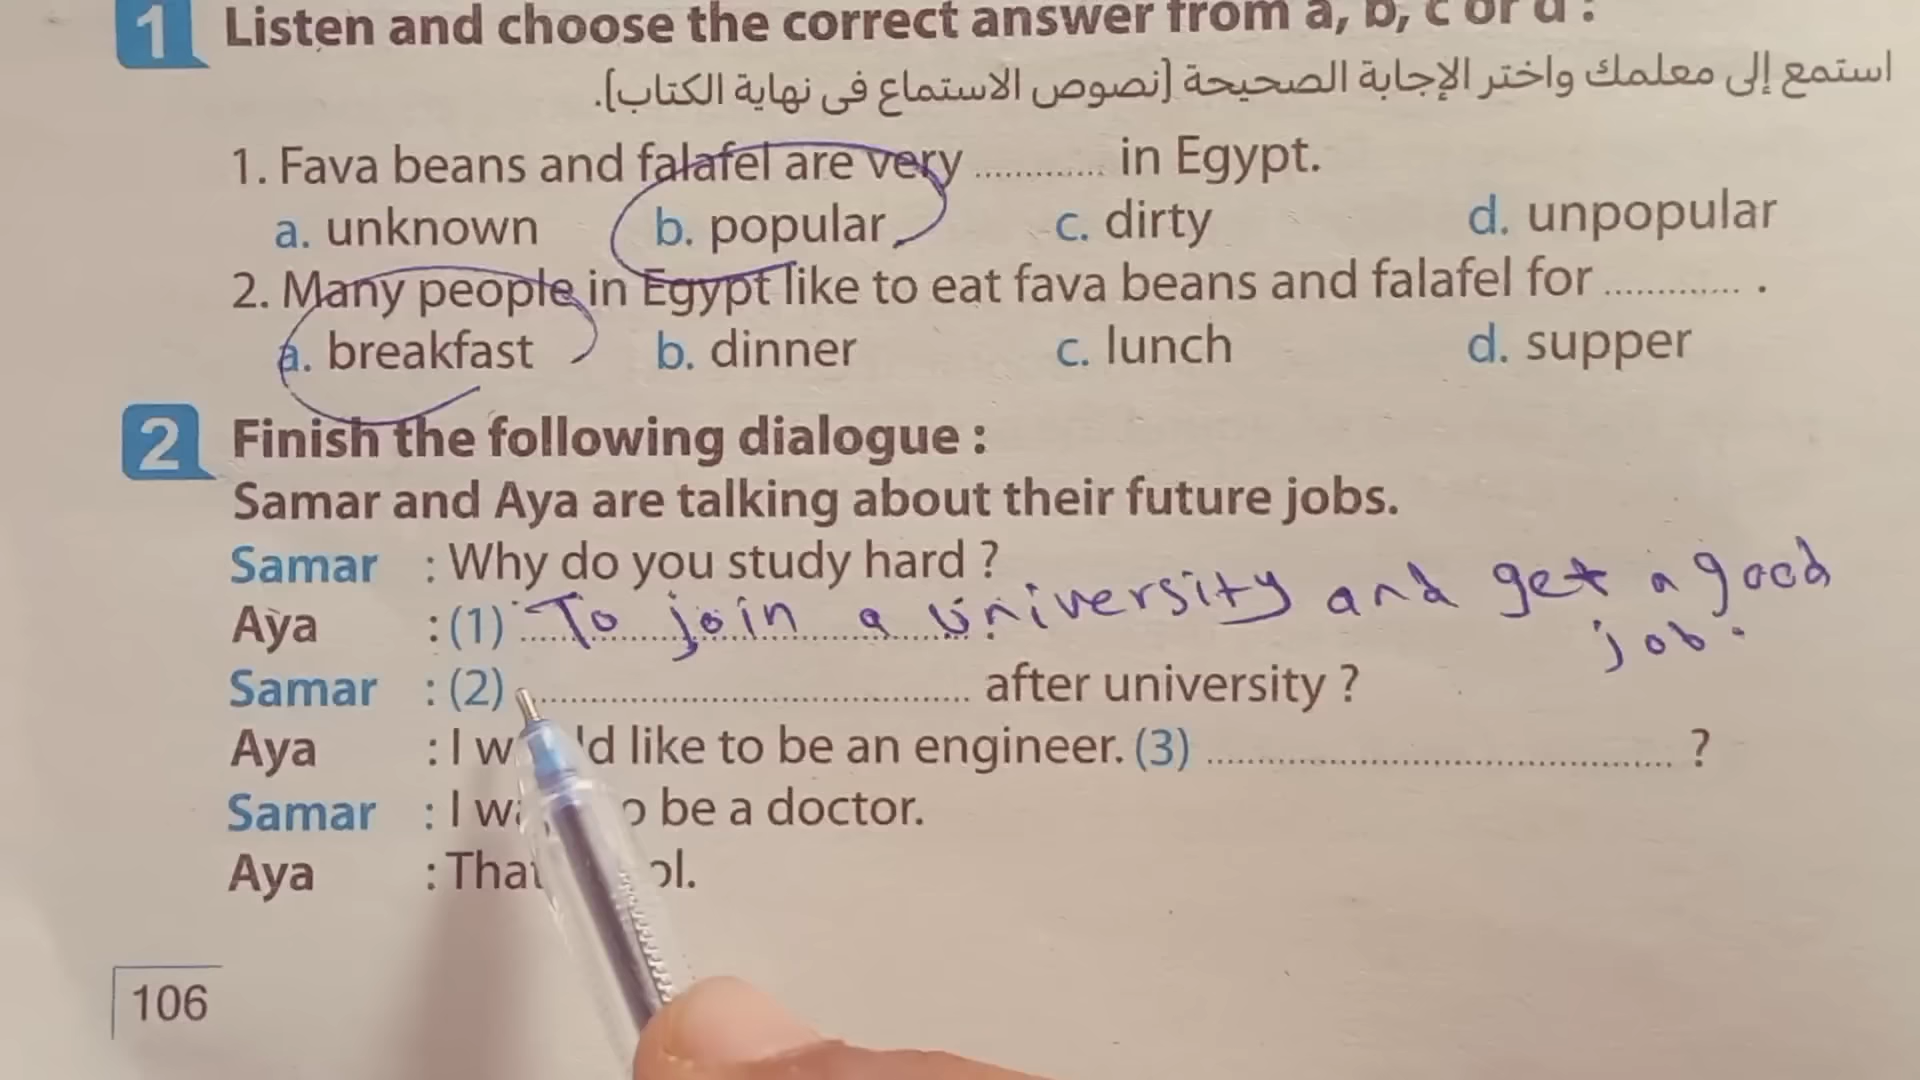 1 Listen and choose the correct answer from a, b, c or d :
استمع إلى معلمك واختر الإجابة الصحيحة [نصوص الاستماع فى نهاية الكتاب].
1. Fava beans and falafel are very ............ in Egypt.
a. unknown b. popular c. dirty d. unpopular
2. Many people in Egypt like to eat fava beans and falafel for ............ .
a. breakfast b. dinner c. lunch d. supper
2 Finish the following dialogue :
Samar and Aya are talking about their future jobs.
Samar : Why do you study hard ?
Aya : (1) To join a university and get a good
job.
Samar : (2) ............ after university ?
Aya : I would like to be an engineer. (3) ............ ?
Samar : I want to be a doctor.
Aya :
106